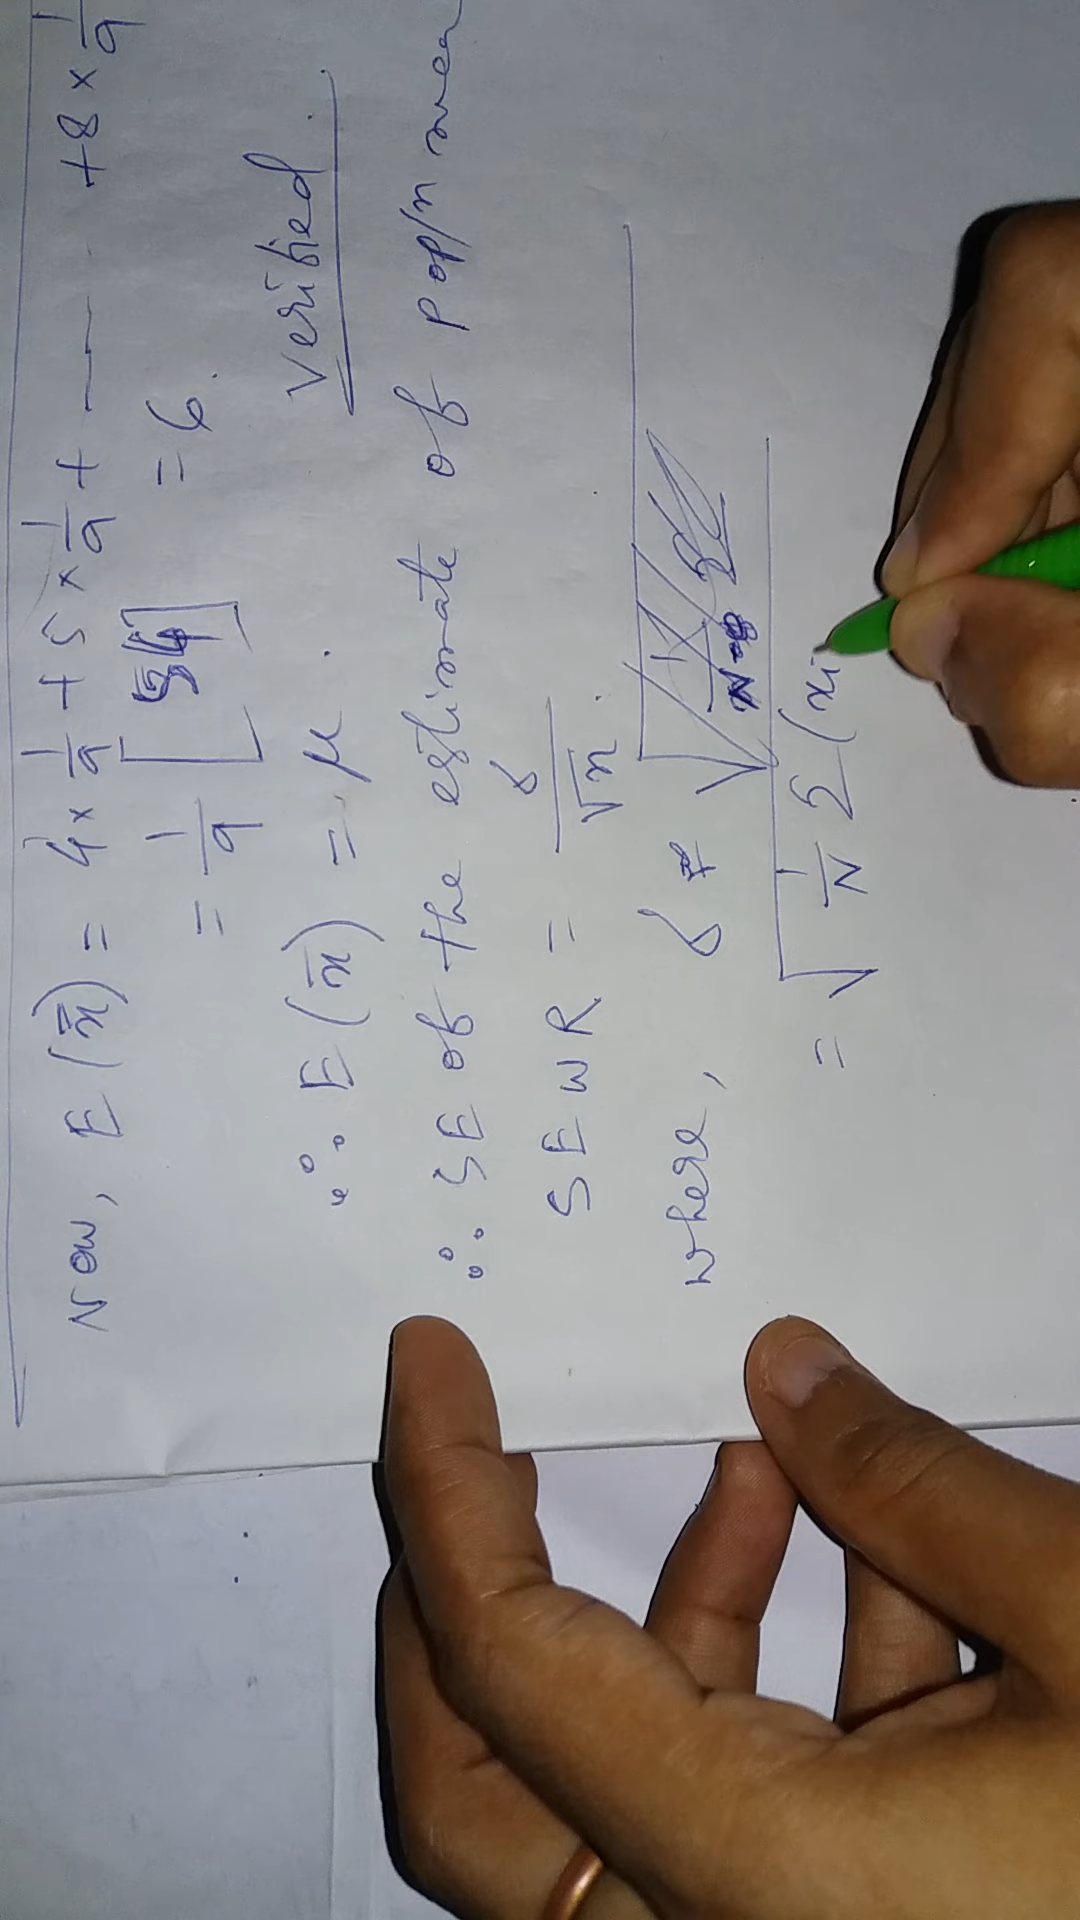 Now, E(x̄) = 4 × 1/9 + 5 × 1/9 + —— +8 × 1/9
= 1/9 [54] = 6.
∴ E(x̄) = μ. verified.
∴ SE of the estimate of pop/n mean
SEWR = σ/√n.
where, σ =
= √1/N Σ(xi